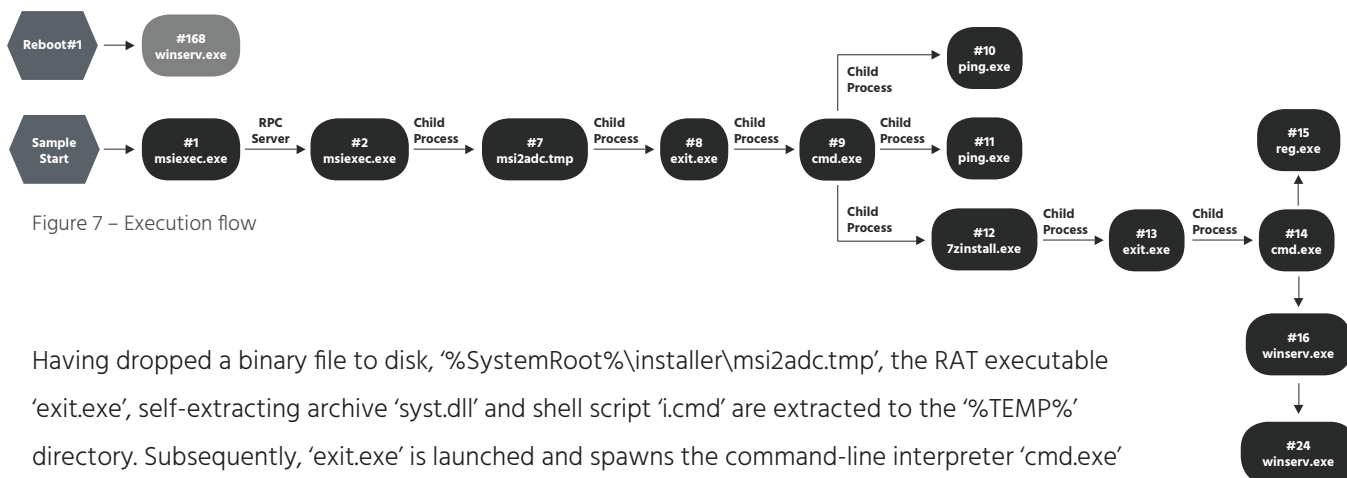 Reboot#1
#168
winserv.exe
#10
ping.exe
Child
Process
Sample
Start
#1
msiexec.exe
RPC
Server
#2
msiexec.exe
Child
Process
#7
msi2adc.tmp
Child
Process
#8
exit.exe
Child
Process
#9
cmd.exe
Child
Process
#11
ping.exe
#15
reg.exe
Figure 7 – Execution flow
Child
Process
#12
7zinstall.exe
Child
Process
#13
exit.exe
Child
Process
#14
cmd.exe
#16
winserv.exe
#24
winserv.exe
Having dropped a binary file to disk, ‘%SystemRoot%\installer\msi2adc.tmp’, the RAT executable
‘exit.exe’, self-extracting archive ‘syst.dll’ and shell script ‘i.cmd’ are extracted to the ‘%TEMP%’
directory. Subsequently, ‘exit.exe’ is launched and spawns the command-line interpreter ‘cmd.exe’